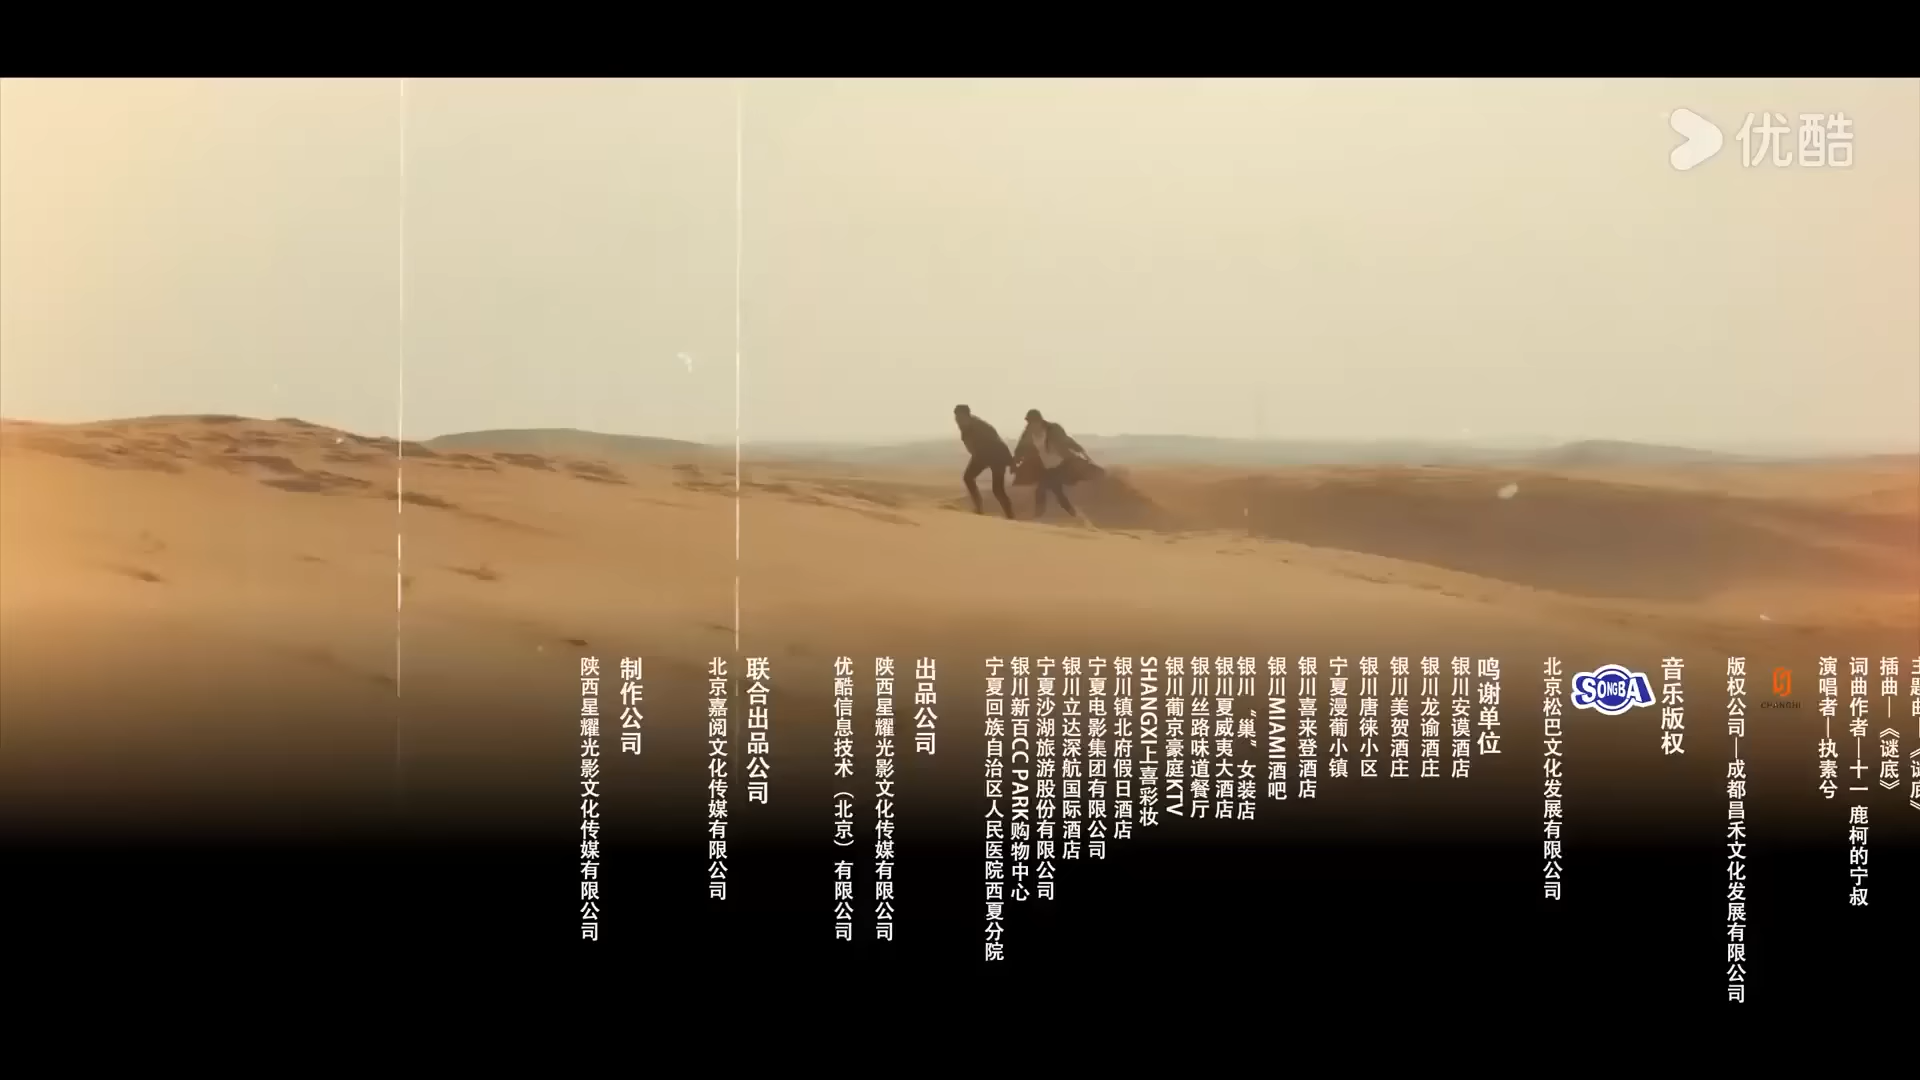 优酷
主题曲—《谜底》
插曲—《谜底》
词曲作者—十一 鹿柯的宁叔
演唱者—执素兮
CHANGHE
版权公司—成都昌禾文化发展有限公司
音乐版权
SONGBA
北京松巴文化发展有限公司
鸣谢单位
银川安谟酒店
银川龙谕酒庄
银川美贺酒庄
银川唐徕小区
宁夏漫葡小镇
银川喜来登酒店
银川MIAMI酒吧
银川“巢”女装店
银川夏威夷大酒店
银川丝路味道餐厅
银川葡京豪庭KTV
SHANGXI上喜彩妆
银川镇北府假日酒店
宁夏电影集团有限公司
银川立达深航国际酒店
宁夏沙湖旅游股份有限公司
银川新百CC PARK购物中心
宁夏回族自治区人民医院西夏分院
出品公司
陕西星耀光影文化传媒有限公司
优酷信息技术（北京）有限公司
联合出品公司
北京嘉阅文化传媒有限公司
制作公司
陕西星耀光影文化传媒有限公司